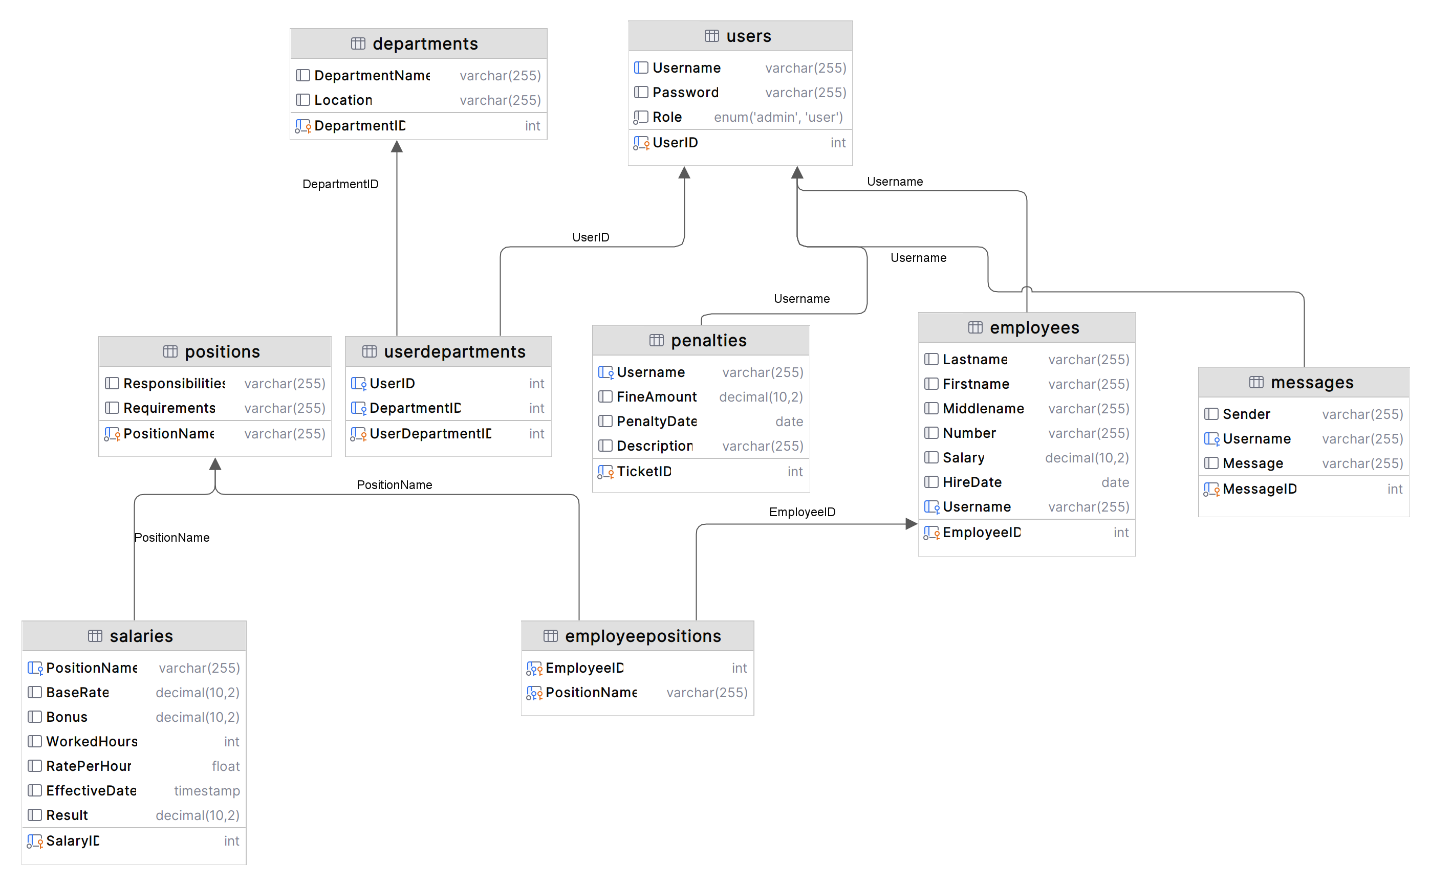 departments
DepartmentName varchar(255)
Location varchar(255)
DepartmentID int
users
Username varchar(255)
Password varchar(255)
Role enum('admin', 'user')
UserID int
DepartmentID
UserID
Username
Username
Username
positions
Responsibilities varchar(255)
Requirements varchar(255)
PositionName varchar(255)
userdepartments
UserID int
DepartmentID int
UserDepartmentID int
penalties
Username varchar(255)
FineAmount decimal(10,2)
PenaltyDate date
Description varchar(255)
TicketID int
employees
Lastname varchar(255)
Firstname varchar(255)
Middlename varchar(255)
Number varchar(255)
Salary decimal(10,2)
HireDate date
Username varchar(255)
EmployeeID int
messages
Sender varchar(255)
Username varchar(255)
Message varchar(255)
MessageID int
PositionName
PositionName
EmployeeID
salaries
PositionName varchar(255)
BaseRate decimal(10,2)
Bonus decimal(10,2)
WorkedHours int
RatePerHour float
EffectiveDate timestamp
Result decimal(10,2)
SalaryID int
employeepositions
EmployeeID int
PositionName varchar(255)